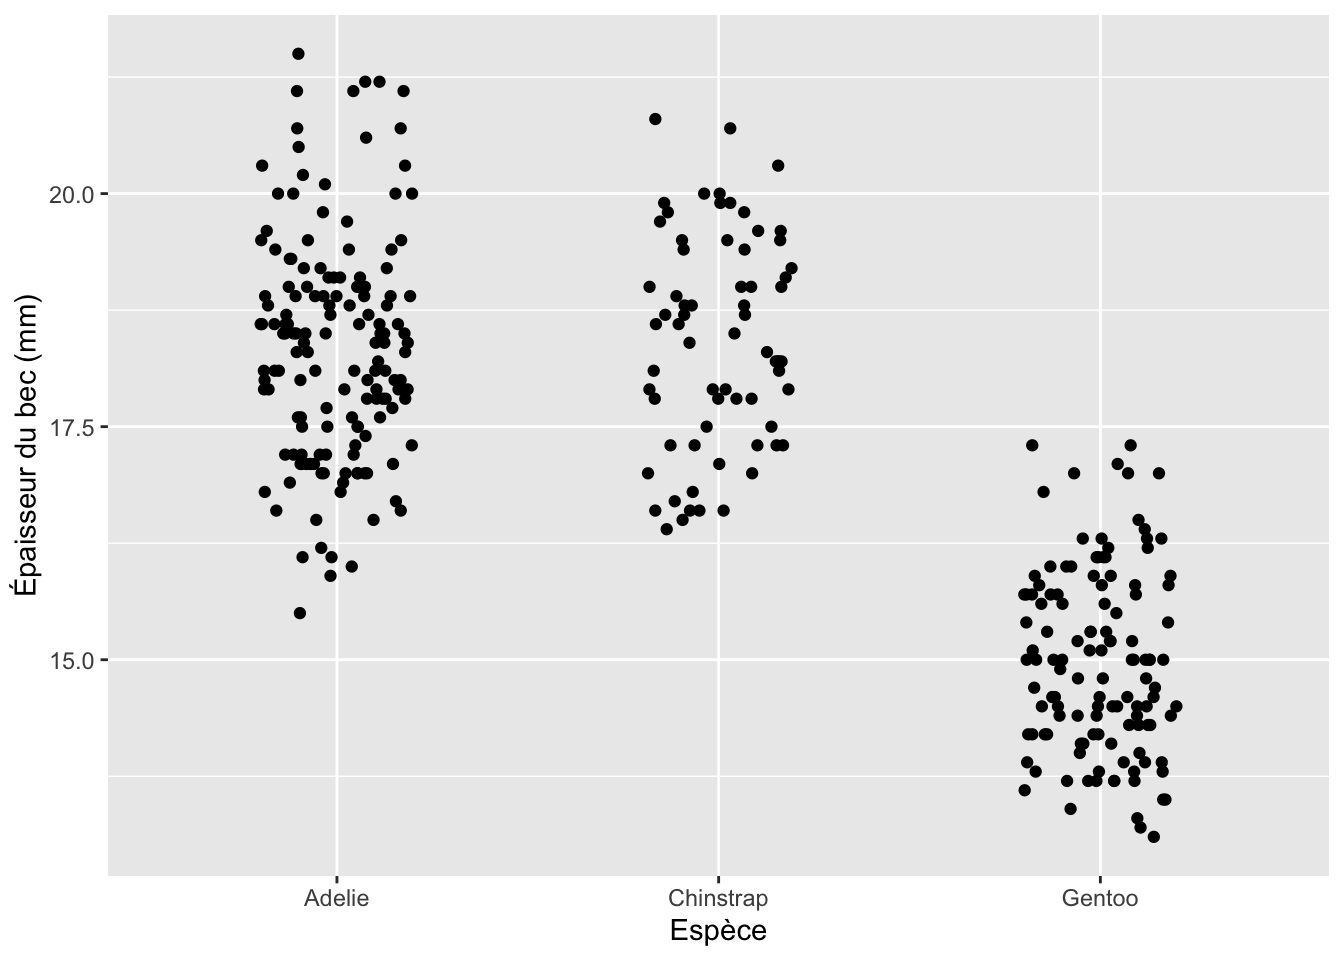 Épaisseur du bec (mm)
20.0
17.5
15.0
Adelie Chinstrap Gentoo
Espèce